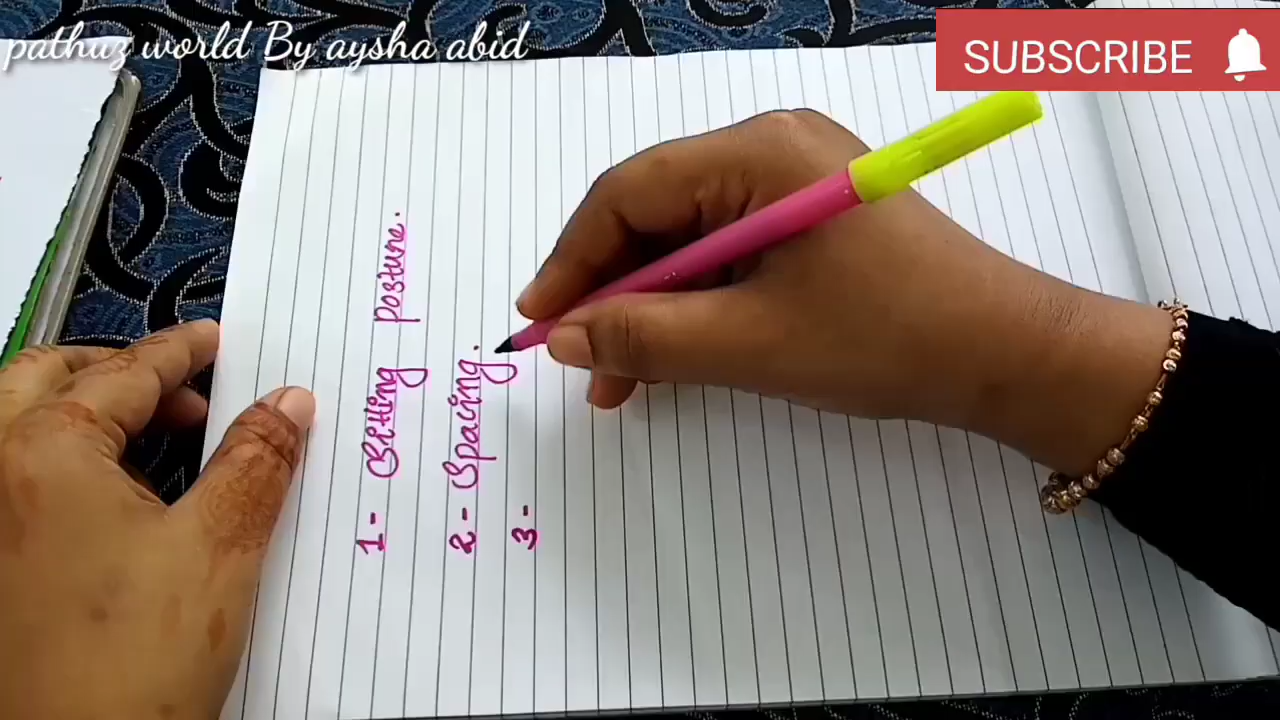 pathuz world By aysha abid
SUBSCRIBE
1- Sitting posture.
2- Spacing.
3-